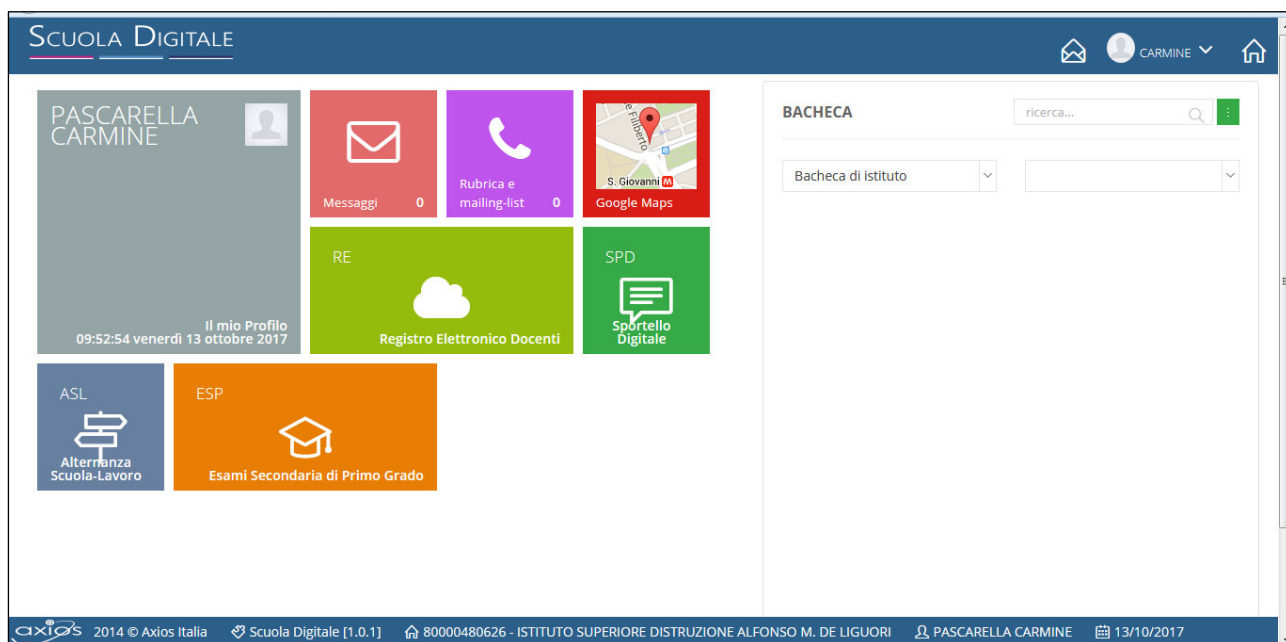 SCUOLA DIGITALE
CARMINE
PASCARELLA
CARMINE
Il mio Profilo
09:52:54 venerdì 13 ottobre 2017
Messaggi 0
Rubrica e
mailing-list 0
e Filiberto
S. Giovanni M
Google Maps
RE
Registro Elettronico Docenti
SPD
Sportello
Digitale
ASL
Alternanza
Scuola-Lavoro
ESP
Esami Secondaria di Primo Grado
BACHECA
ricerca...
Bacheca di istituto
axios 2014 © Axios Italia Scuola Digitale [1.0.1] 80000480626 - ISTITUTO SUPERIORE DISTRUZIONE ALFONSO M. DE LIGUORI PASCARELLA CARMINE 13/10/2017